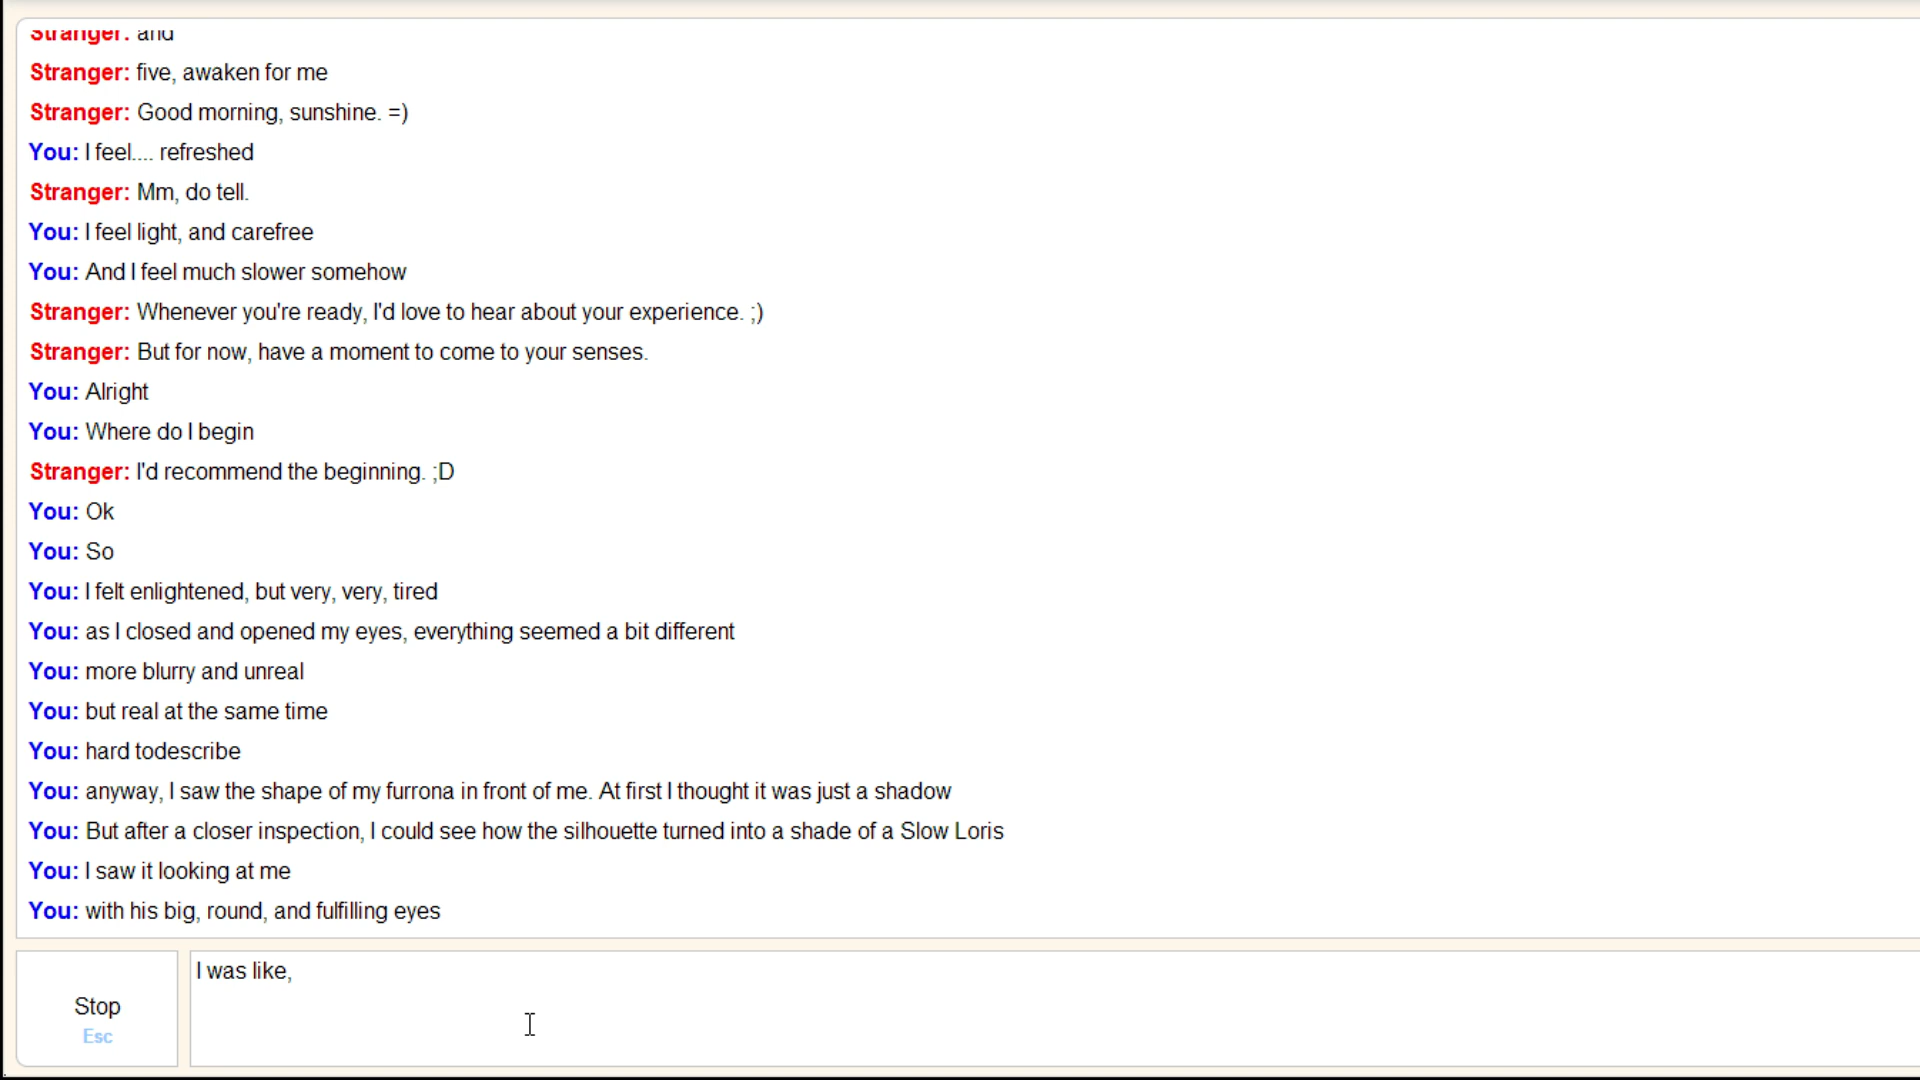 Stranger: and
Stranger: five, awaken for me
Stranger: Good morning, sunshine. =)
You: I feel.... refreshed
Stranger: Mm, do tell.
You: I feel light, and carefree
You: And I feel much slower somehow
Stranger: Whenever you're ready, I'd love to hear about your experience. ;)
Stranger: But for now, have a moment to come to your senses.
You: Alright
You: Where do I begin
Stranger: I'd recommend the beginning. ;D
You: Ok
You: So
You: I felt enlightened, but very, very, tired
You: as I closed and opened my eyes, everything seemed a bit different
You: more blurry and unreal
You: but real at the same time
You: hard todescribe
You: anyway, I saw the shape of my furrona in front of me. At first I thought it was just a shadow
You: But after a closer inspection, I could see how the silhouette turned into a shade of a Slow Loris
You: I saw it looking at me
You: with his big, round, and fulfilling eyes
I was like,
Stop
Esc